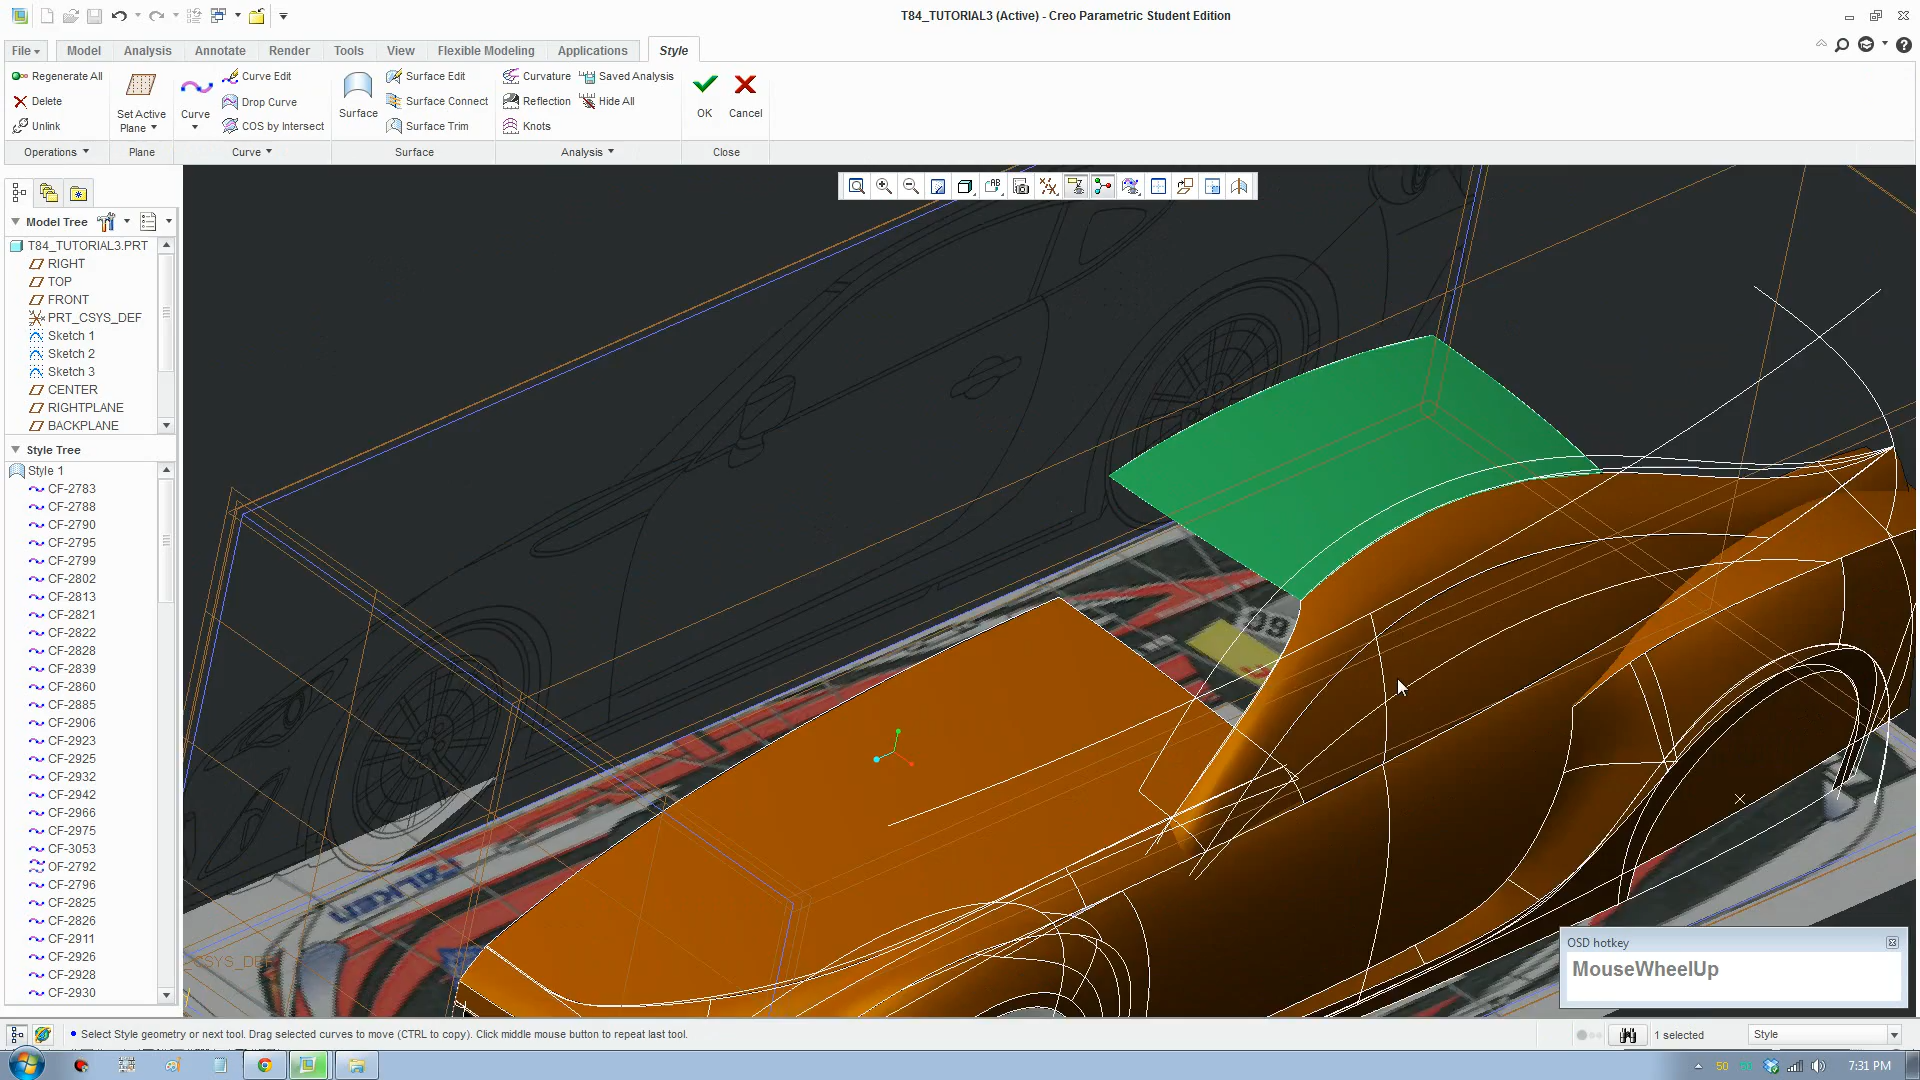 T84_TUTORIAL3 (Active) - Creo Parametric Student Edition
File
Model
Analysis
Annotate
Render
Tools
View
Flexible Modeling
Applications
Style
Regenerate All
Delete
Unlink
Set Active
Plane
Curve
Curve Edit
Drop Curve
COS by Intersect
Surface
Surface Edit
Surface Connect
Surface Trim
Curvature
Reflection
Knots
Saved Analysis
Hide All
OK
Cancel
Operations
Plane
Curve
Surface
Analysis
Close
Model Tree
T84_TUTORIAL3.PRT
RIGHT
TOP
FRONT
PRT_CSYS_DEF
Sketch 1
Sketch 2
Sketch 3
CENTER
RIGHTPLANE
BACKPLANE
Style Tree
Style 1
CF-2783
CF-2788
CF-2790
CF-2795
CF-2799
CF-2802
CF-2813
CF-2821
CF-2822
CF-2828
CF-2839
CF-2860
CF-2885
CF-2906
CF-2923
CF-2925
CF-2932
CF-2942
CF-2966
CF-2975
CF-3053
OF-2792
CF-2796
CF-2825
CF-2826
CF-2911
CF-2926
CF-2928
CF-2930
FALKEN
_CSYS_DEF
OSD hotkey
MouseWheelUp
Select Style geometry or next tool. Drag selected curves to move (CTRL to copy). Click middle mouse button to repeat last tool.
1 selected
Style
50
7:31 PM